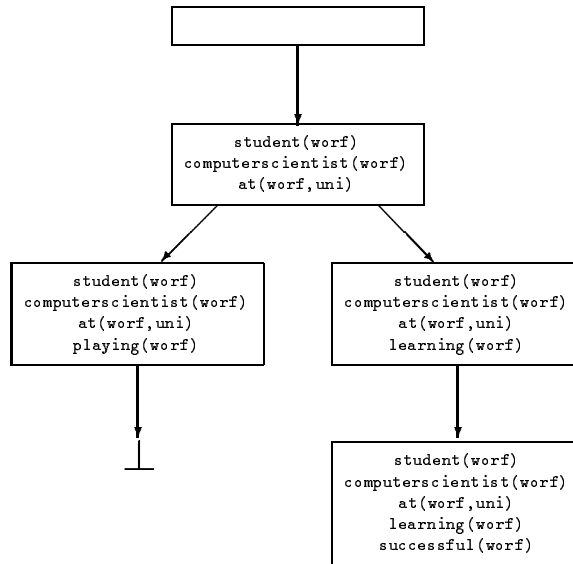 student(worf)
computerscientist(worf)
at(worf,uni)
student(worf)
computerscientist(worf)
at(worf,uni)
playing(worf)
student(worf)
computerscientist(worf)
at(worf,uni)
learning(worf)
⊥
student(worf)
computerscientist(worf)
at(worf,uni)
learning(worf)
successful(worf)